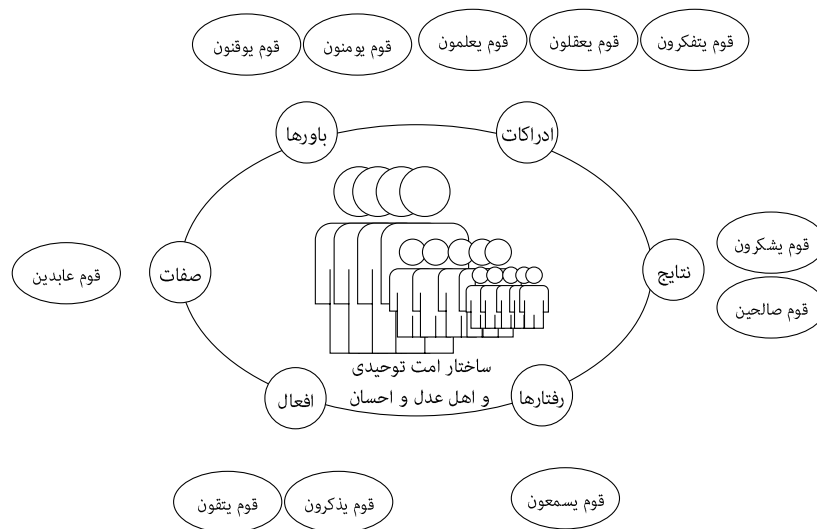 قوم یتفکرون
قوم یعقلون
قوم یعلمون
قوم یومنون
قوم یوقنون
ادراکات
باورها
قوم یشکرون
نتایج
صفات
قوم عابدین
قوم صالحین
ساختار امت توحیدی
و اهل عدل و احسان
رفتارها
افعال
قوم یسمعون
قوم یذکرون
قوم یتقون